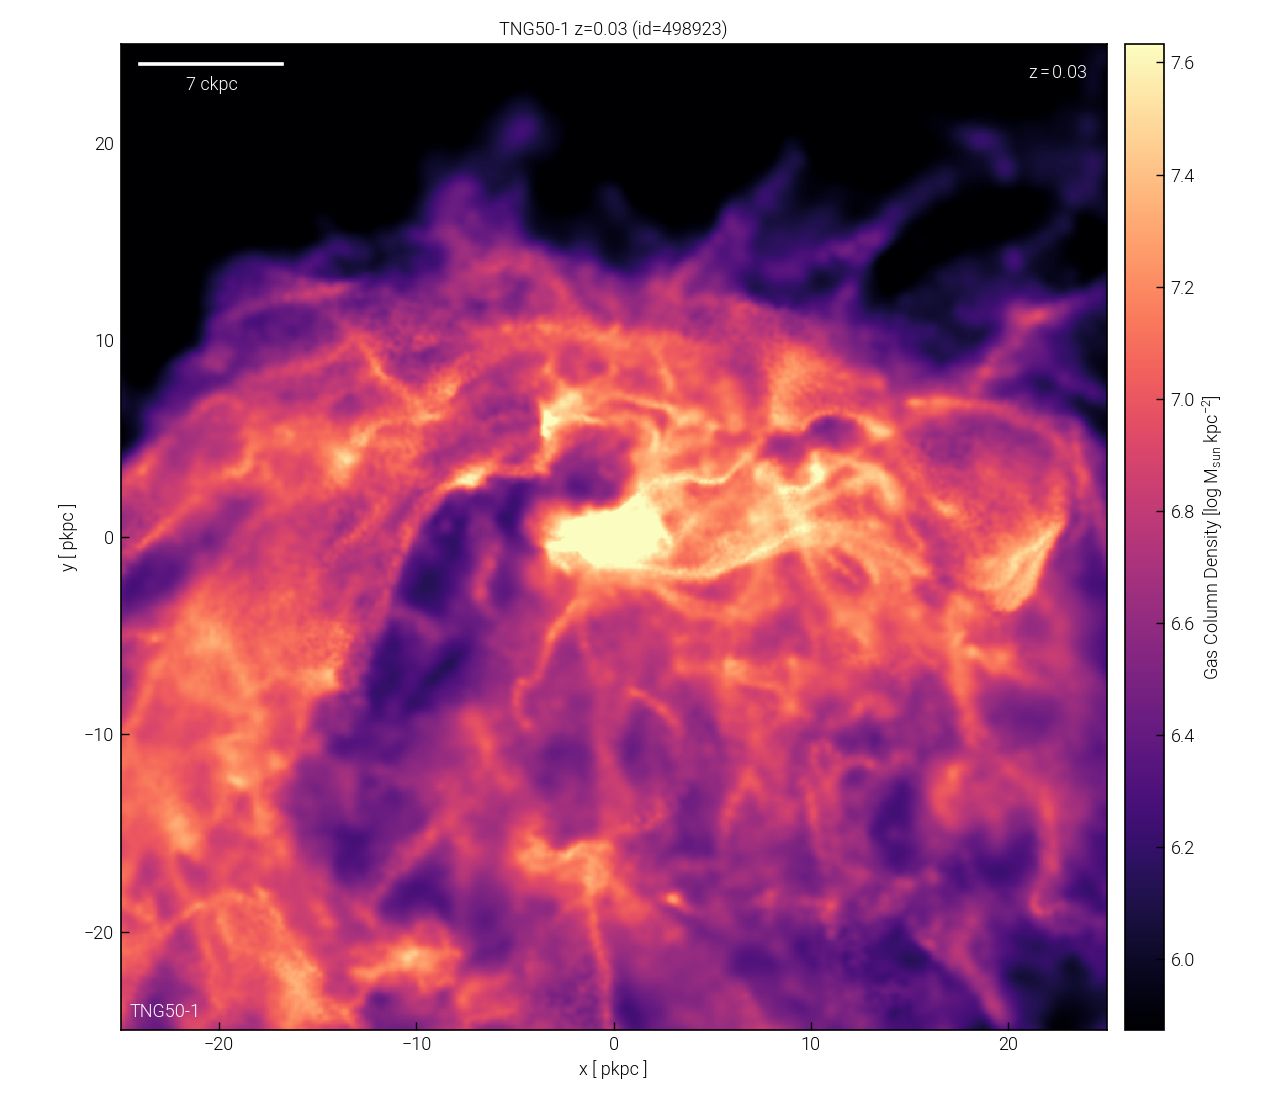 TNG50-1 z=0.03 (id=498923)
7 ckpc
z = 0.03
TNG50-1
20
10
0
−10
−20
y [ pkpc ]
−20
−10
0
10
20
x [ pkpc ]
7.6
7.4
7.2
7.0
6.8
6.6
6.4
6.2
6.0
Gas Column Density [log M_sun kpc⁻²]